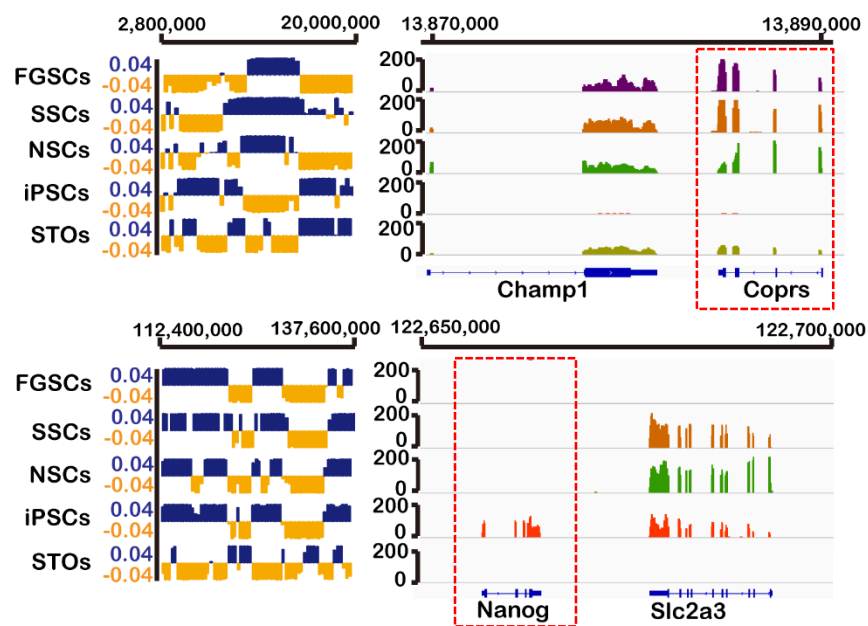 2,800,000 20,000,000 13,870,000 13,890,000
FGSCs 0.04 -0.04 200 0
SSCs 0.04 -0.04 200 0
NSCs 0.04 -0.04 200 0
iPSCs 0.04 -0.04 200 0
STOs 0.04 -0.04 200 0
Champ1 Coprs
112,400,000 137,600,000 122,650,000 122,700,000
FGSCs 0.04 -0.04 200 0
SSCs 0.04 -0.04 200 0
NSCs 0.04 -0.04 200 0
iPSCs 0.04 -0.04 200 0
STOs 0.04 -0.04 200 0
Nanog Slc2a3